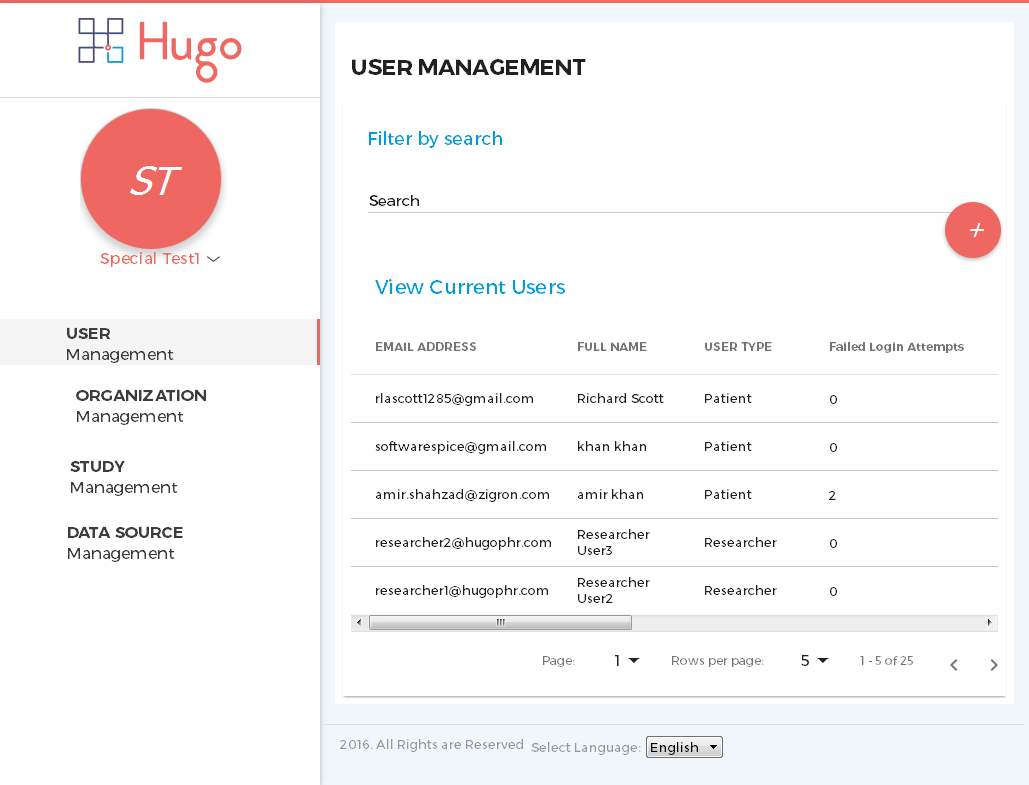 Hugo
ST
Special Test1
USER
Management
ORGANIZATION
Management
STUDY
Management
DATA SOURCE
Management
USER MANAGEMENT
Filter by search
Search
+
View Current Users
EMAIL ADDRESS FULL NAME USER TYPE Failed Login Attempts
rlascott1285@gmail.com Richard Scott Patient 0
softwarespice@gmail.com khan khan Patient 0
amir.shahzad@zigron.com amir khan Patient 2
researcher2@hugophr.com Researcher User3 Researcher 0
researcher1@hugophr.com Researcher User2 Researcher 0
Page: 1 Rows per page: 5 1 - 5 of 25
2016. All Rights are Reserved Select Language: English